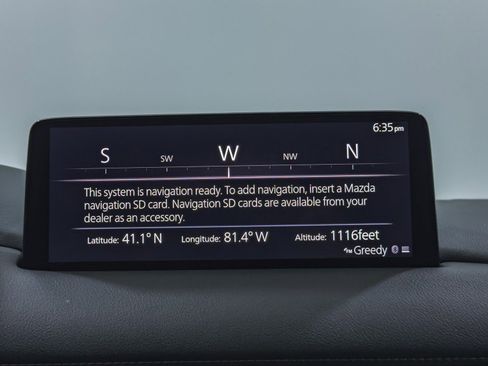 6:35pm
S SW W NW N
This system is navigation ready. To add navigation, insert a Mazda
navigation SD card. Navigation SD cards are available from your
dealer as an accessory.
Latitude: 41.1° N Longitude: 81.4° W Altitude: 1116feet
FM Greedy